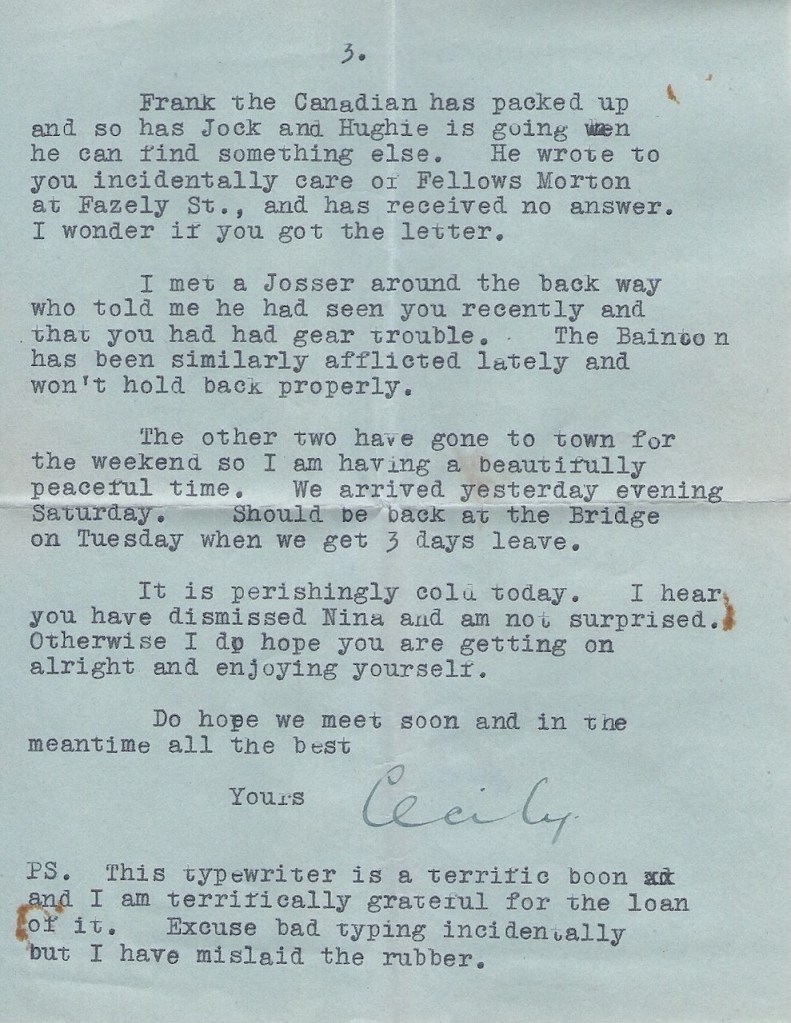 3.
Frank the Canadian has packed up
and so has Jock and Hughie is going when
he can find something else. He wrote to
you incidentally care of Fellows Morton
at Fazely St., and has received no answer.
I wonder if you got the letter.
I met a Josser around the back way
who told me he had seen you recently and
that you had had gear trouble. The Bainton
has been similarly afflicted lately and
won't hold back properly.
The other two have gone to town for
the weekend so I am having a beautifully
peaceful time. We arrived yesterday evening
Saturday. Should be back at the Bridge
on Tuesday when we get 3 days leave.
It is perishingly cold today. I hear
you have dismissed Nina and am not surprised.
Otherwise I do hope you are getting on
alright and enjoying yourself.
Do hope we meet soon and in the
meantime all the best
Yours Cecily
PS. This typewriter is a terrific boon
and I am terrifically grateful for the loan
of it. Excuse bad typing incidentally
but I have mislaid the rubber.